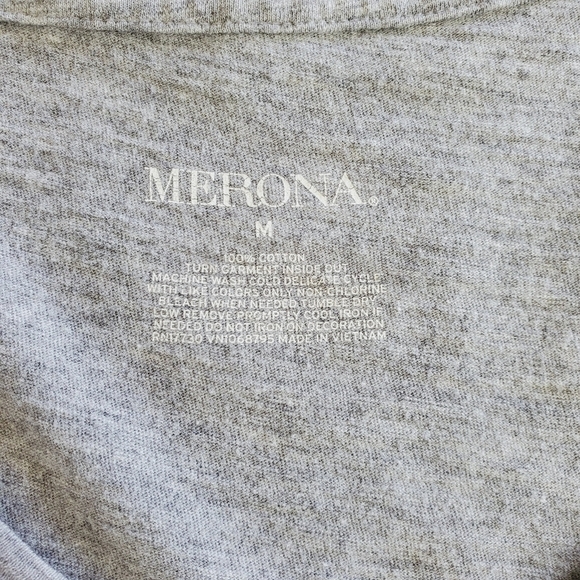 MERONA®
M
100% COTTON
TURN GARMENT INSIDE OUT
MACHINE WASH COLD DELICATE CYCLE
WITH LIKE COLORS ONLY NON CHLORINE
BLEACH WHEN NEEDED TUMBLE DRY
LOW REMOVE PROMPTLY COOL IRON IF
NEEDED DO NOT IRON ON DECORATION
RN17730 VN1068795 MADE IN VIETNAM